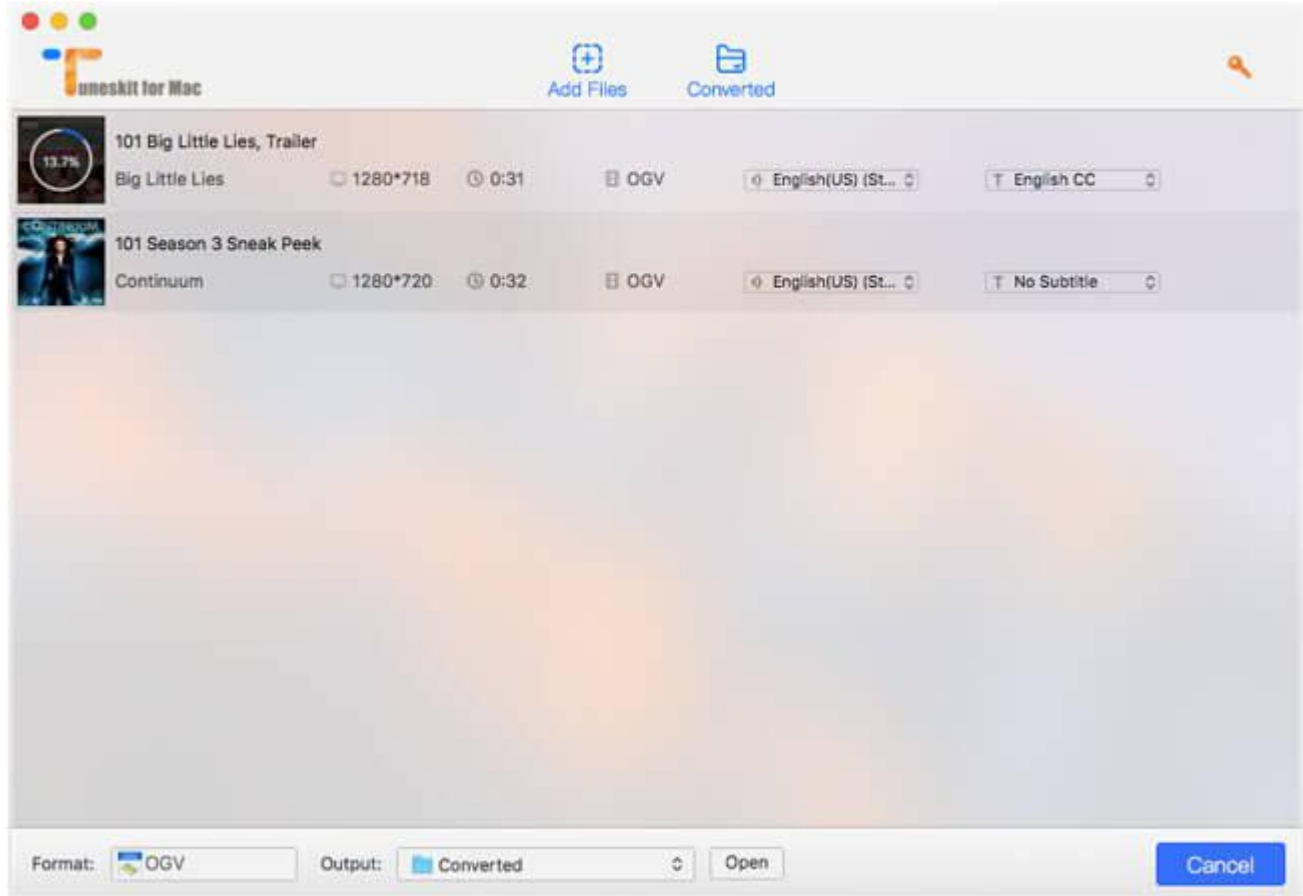 Tuneskit for Mac
Add Files
Converted
13.7%
101 Big Little Lies, Trailer
Big Little Lies 1280*718 0:31 OGV English(US) (St... T English CC
CONTINUUM
101 Season 3 Sneak Peek
Continuum 1280*720 0:32 OGV English(US) (St... T No Subtitle
Format: OGV Output: Converted Open Cancel